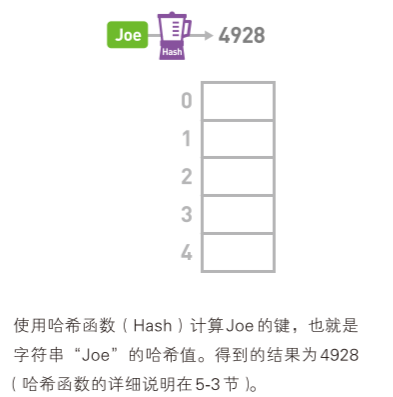 Joe
Hash
4928
0
1
2
3
4
使用哈希函数（Hash）计算Joe的键，也就是
字符串“Joe”的哈希值。得到的结果为4928
（哈希函数的详细说明在5-3节）。